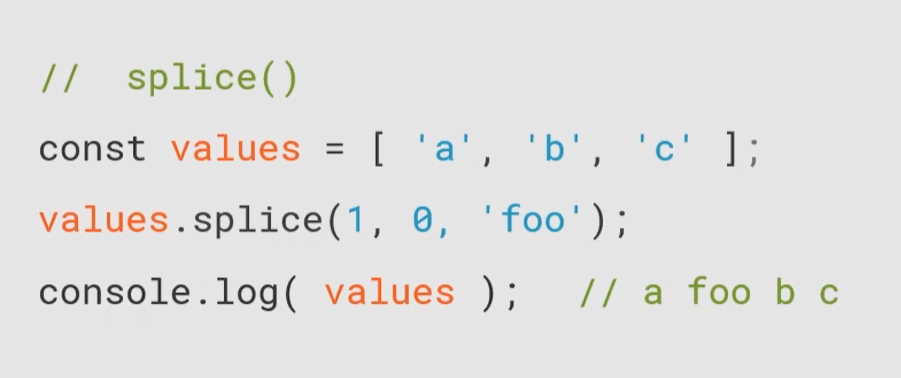 //  splice()
const values = [ 'a', 'b', 'c' ];
values.splice(1, 0, 'foo');
console.log( values );   // a foo b c